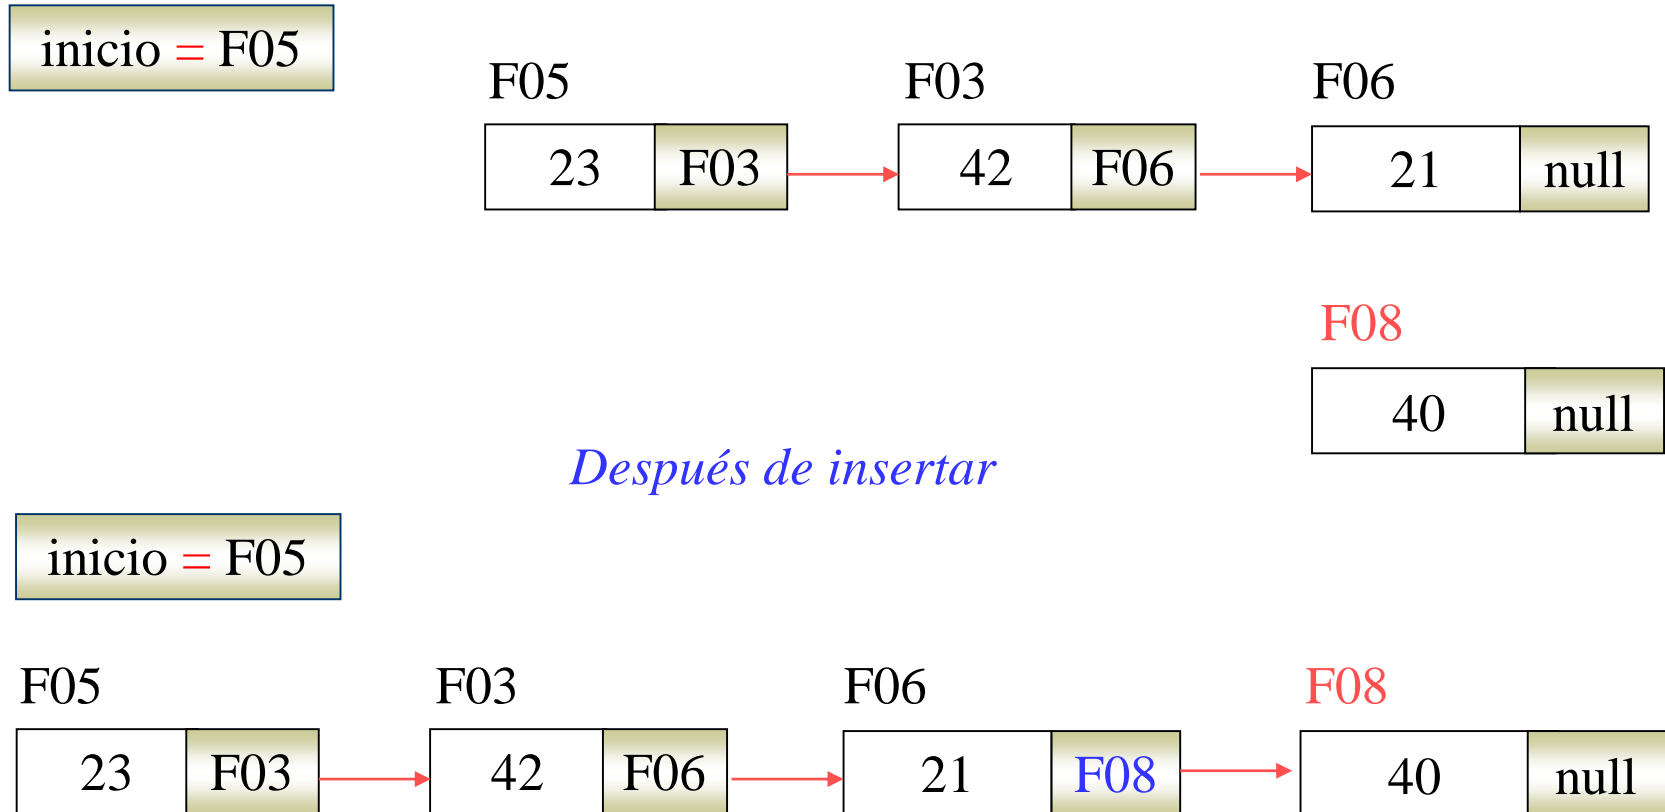 inicio = F05
F05 F03 F06
23 F03 42 F06 21 null
F08
40 null
Después de insertar
inicio = F05
F05 F03 F06 F08
23 F03 42 F06 21 F08 40 null